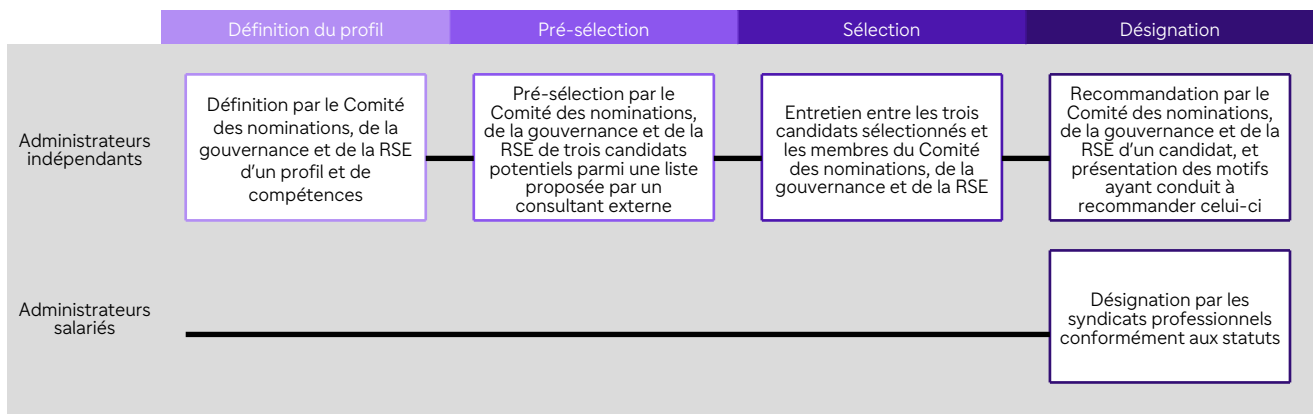 Définition du profil
Pré-sélection
Sélection
Désignation
Administrateurs
indépendants
Définition par le Comité
des nominations, de la
gouvernance et de la RSE
d’un profil et de
compétences
Pré-sélection par le
Comité des nominations,
de la gouvernance et de la
RSE de trois candidats
potentiels parmi une liste
proposée par un
consultant externe
Entretien entre les trois
candidats sélectionnés et
les membres du Comité
des nominations, de la
gouvernance et de la RSE
Recommandation par le
Comité des nominations,
de la gouvernance et de la
RSE d’un candidat, et
présentation des motifs
ayant conduit à
recommander celui-ci
Administrateurs
salariés
Désignation par les
syndicats professionnels
conformément aux statuts